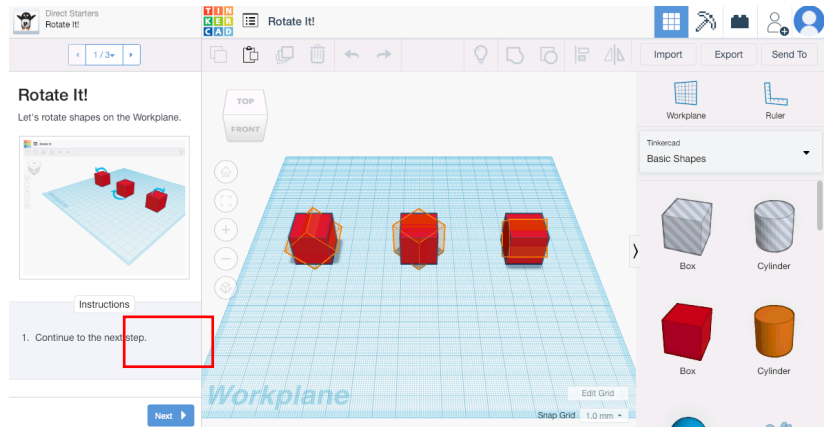 Direct Starters
Rotate It!
TIN
KER
CAD
Rotate It!
1 / 3
Import
Export
Send To
Rotate It!
Let's rotate shapes on the Workplane.
TOP
FRONT
Workplane
Ruler
Tinkercad
Basic Shapes
Box
Cylinder
Instructions
1. Continue to the next step.
Box
Cylinder
Workplane
Edit Grid
Next
Snap Grid
1.0 mm